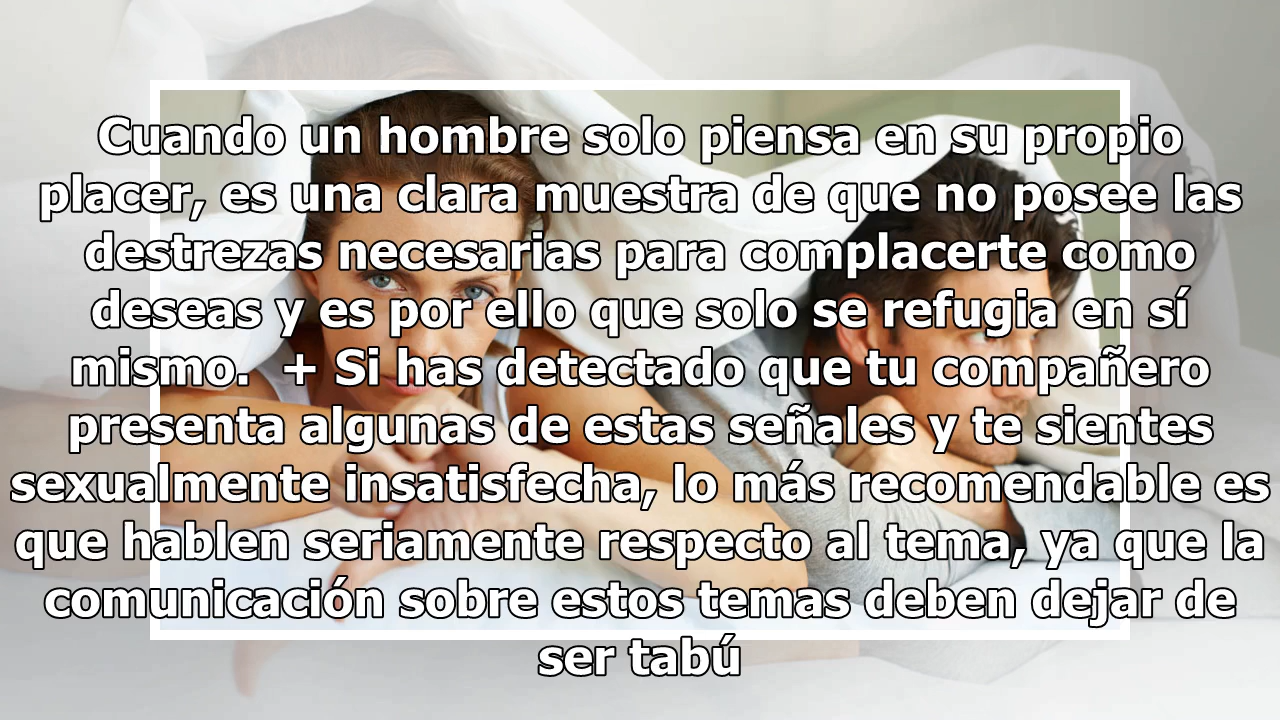 Cuando un hombre solo piensa en su propio
placer, es una clara muestra de que no posee las
destrezas necesarias para complacerte como
deseas y es por ello que solo se refugia en sí
mismo.  + Si has detectado que tu compañero
presenta algunas de estas señales y te sientes
sexualmente insatisfecha, lo más recomendable es
que hablen seriamente respecto al tema, ya que la
comunicación sobre estos temas deben dejar de
ser tabú